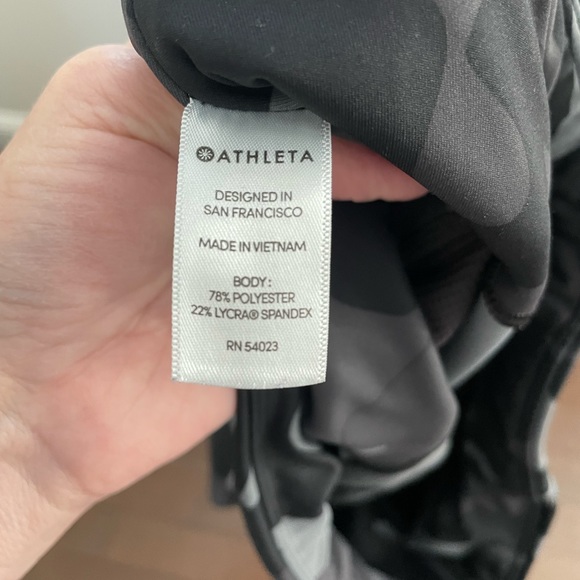 ATHLETA
DESIGNED IN
SAN FRANCISCO
MADE IN VIETNAM
BODY:
78% POLYESTER
22% LYCRA® SPANDEX
RN 54023